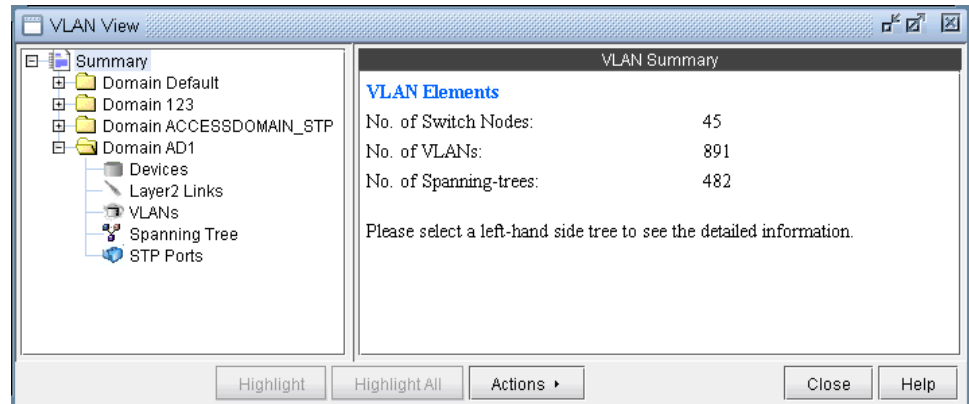 VLAN View
Summary
Domain Default
Domain 123
Domain ACCESSDOMAIN_STP
Domain AD1
Devices
Layer2 Links
VLANs
Spanning Tree
STP Ports
VLAN Summary
VLAN Elements
No. of Switch Nodes: 45
No. of VLANs: 891
No. of Spanning-trees: 482
Please select a left-hand side tree to see the detailed information.
Highlight Highlight All Actions Close Help